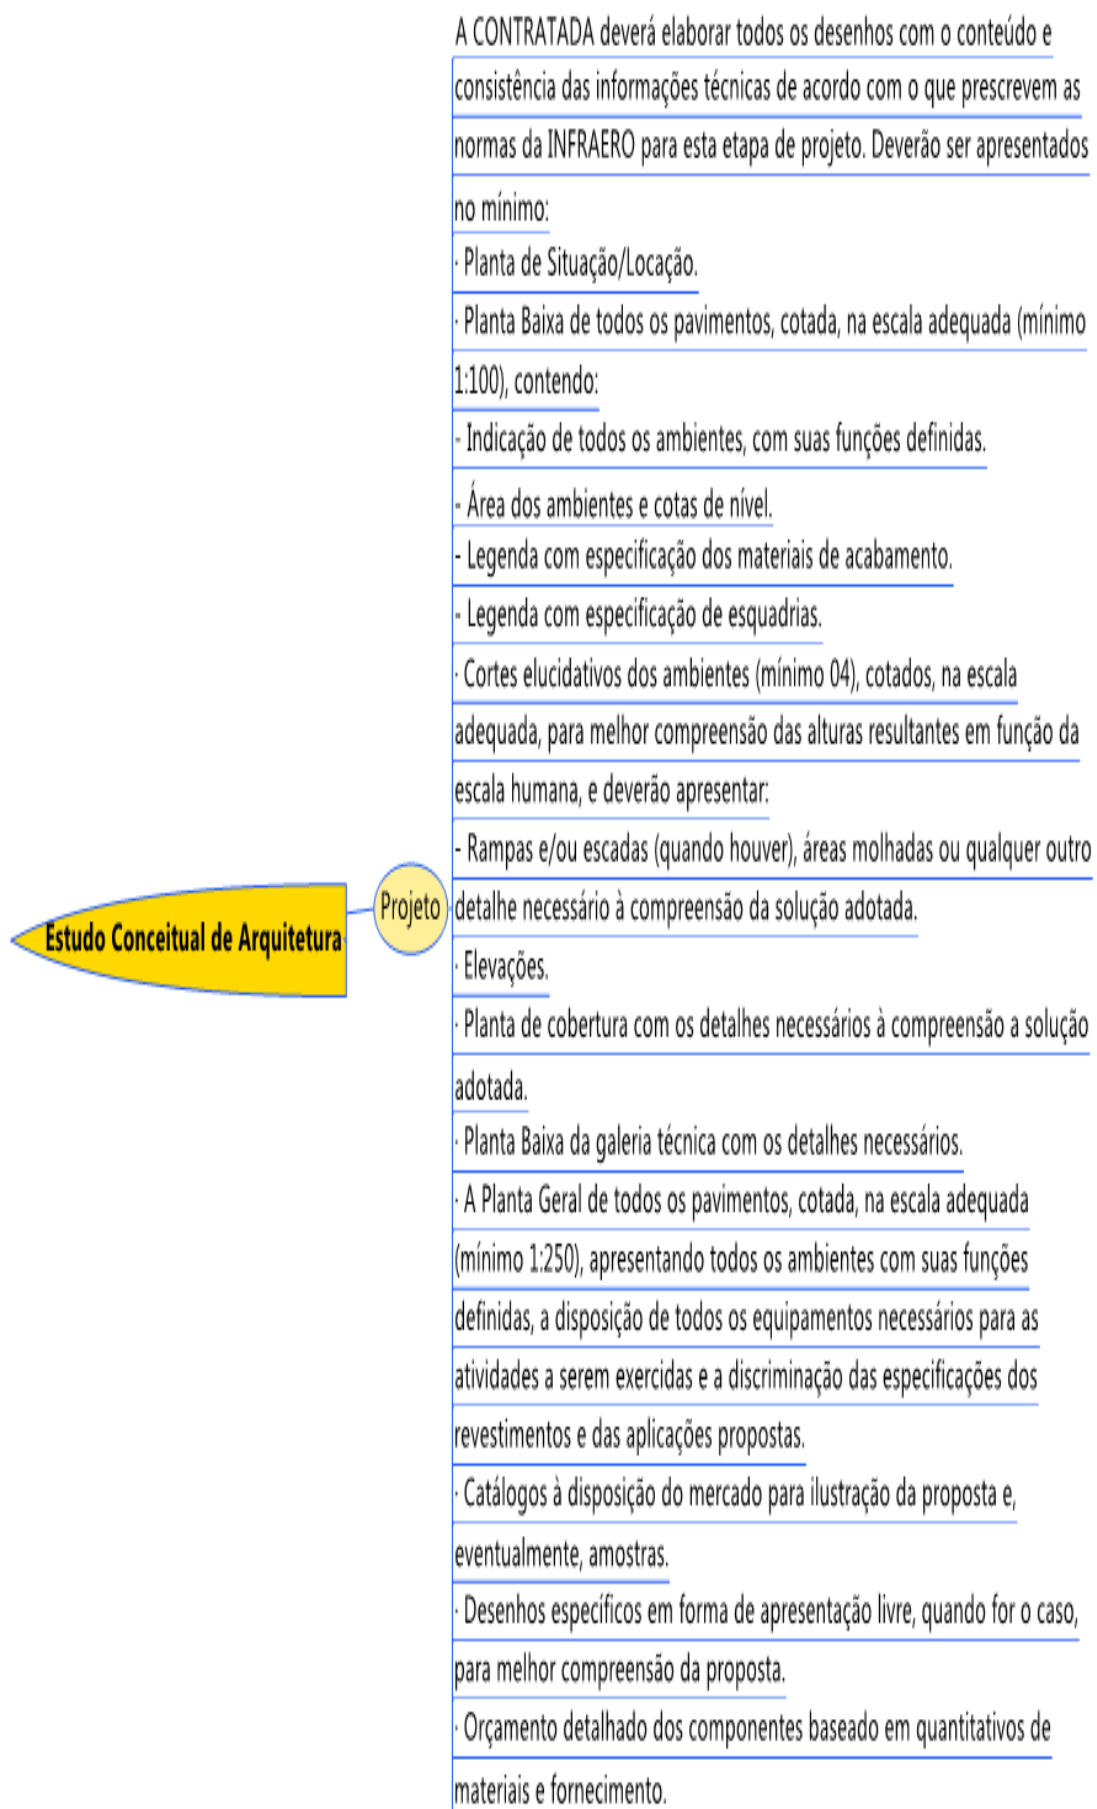 A CONTRATADA deverá elaborar todos os desenhos com o conteúdo e
consistência das informações técnicas de acordo com o que prescrevem as
normas da INFRAERO para esta etapa de projeto. Deverão ser apresentados
no mínimo:
· Planta de Situação/Locação.
· Planta Baixa de todos os pavimentos, cotada, na escala adequada (mínimo
1:100), contendo:
- Indicação de todos os ambientes, com suas funções definidas.
- Área dos ambientes e cotas de nível.
- Legenda com especificação dos materiais de acabamento.
- Legenda com especificação de esquadrias.
· Cortes elucidativos dos ambientes (mínimo 04), cotados, na escala
adequada, para melhor compreensão das alturas resultantes em função da
escala humana, e deverão apresentar:
- Rampas e/ou escadas (quando houver), áreas molhadas ou qualquer outro
Estudo Conceitual de Arquitetura
Projeto
detalhe necessário à compreensão da solução adotada.
· Elevações.
· Planta de cobertura com os detalhes necessários à compreensão a solução
adotada.
· Planta Baixa da galeria técnica com os detalhes necessários.
· A Planta Geral de todos os pavimentos, cotada, na escala adequada
(mínimo 1:250), apresentando todos os ambientes com suas funções
definidas, a disposição de todos os equipamentos necessários para as
atividades a serem exercidas e a discriminação das especificações dos
revestimentos e das aplicações propostas.
· Catálogos à disposição do mercado para ilustração da proposta e,
eventualmente, amostras.
· Desenhos específicos em forma de apresentação livre, quando for o caso,
para melhor compreensão da proposta.
· Orçamento detalhado dos componentes baseado em quantitativos de
materiais e fornecimento.